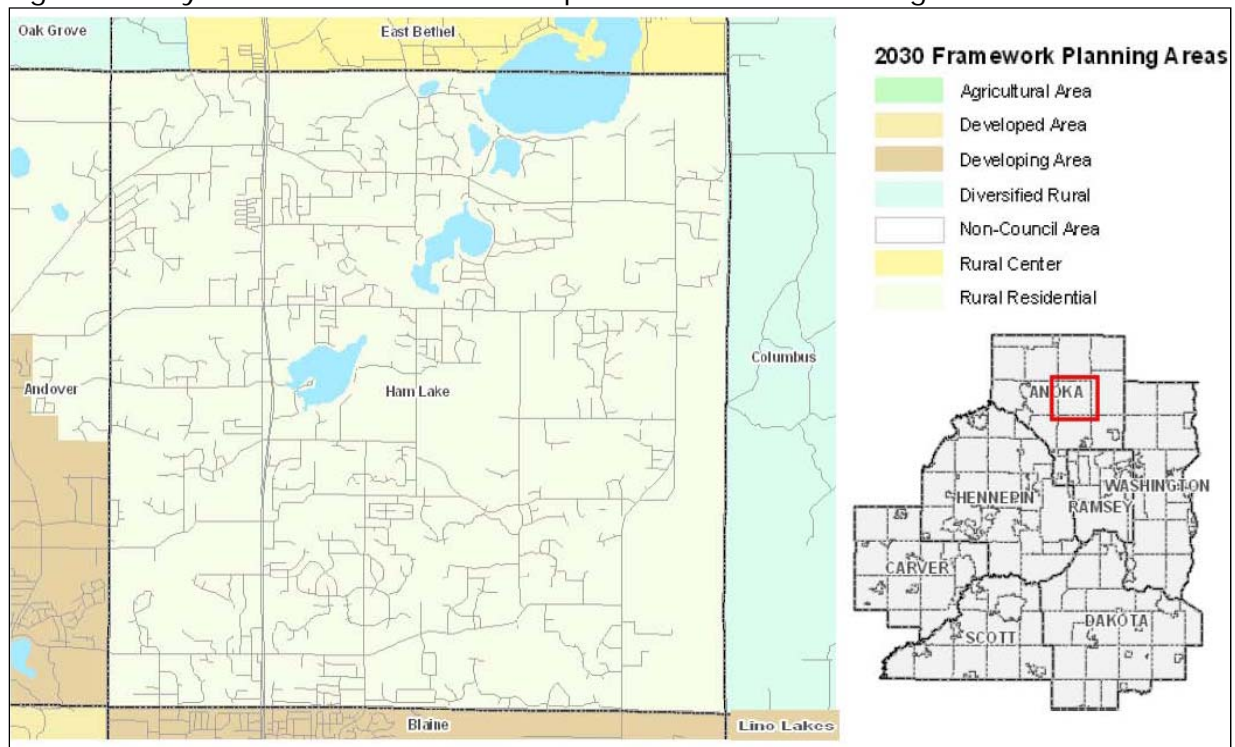 Oak Grove
East Bethel
Andover
Ham Lake
Columbus
Blaine
Lino Lakes
2030 Framework Planning Areas
Agricultural Area
Developed Area
Developing Area
Diversified Rural
Non-Council Area
Rural Center
Rural Residential
ANOKA
HENNEPIN
RAMSEY
WASHINGTON
CARVER
SCOTT
DAKOTA